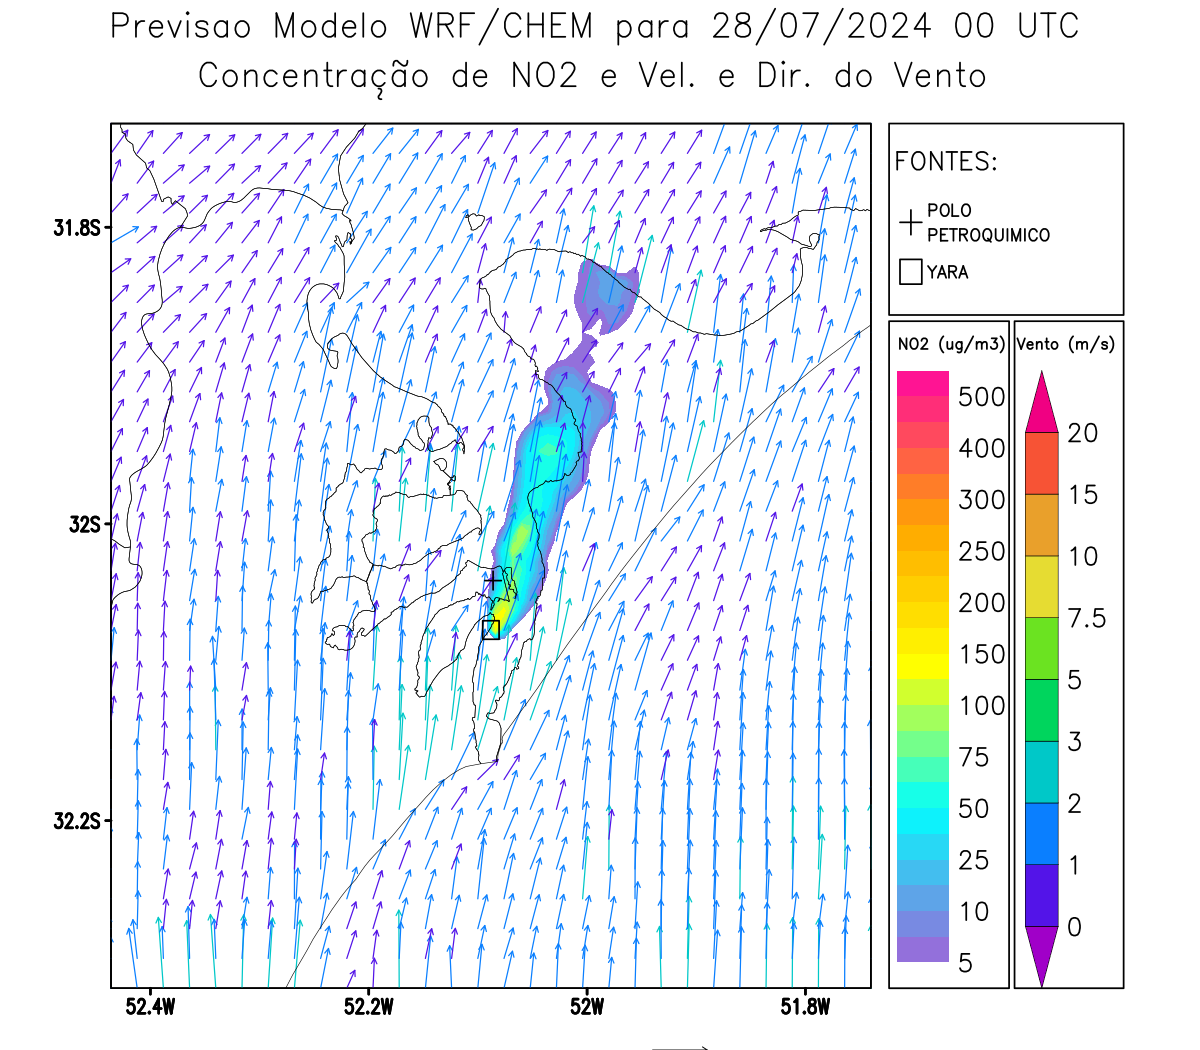 Previsao Modelo WRF/CHEM para 28/07/2024 00 UTC
Concentração de NO2 e Vel. e Dir. do Vento
FONTES:
POLO
PETROQUIMICO
YARA
NO2 (ug/m3)
500
400
300
250
200
150
100
75
50
25
10
5
Vento (m/s)
20
15
10
7.5
5
3
2
1
0
31.8S
32S
32.2S
52.4W
52.2W
52W
51.8W